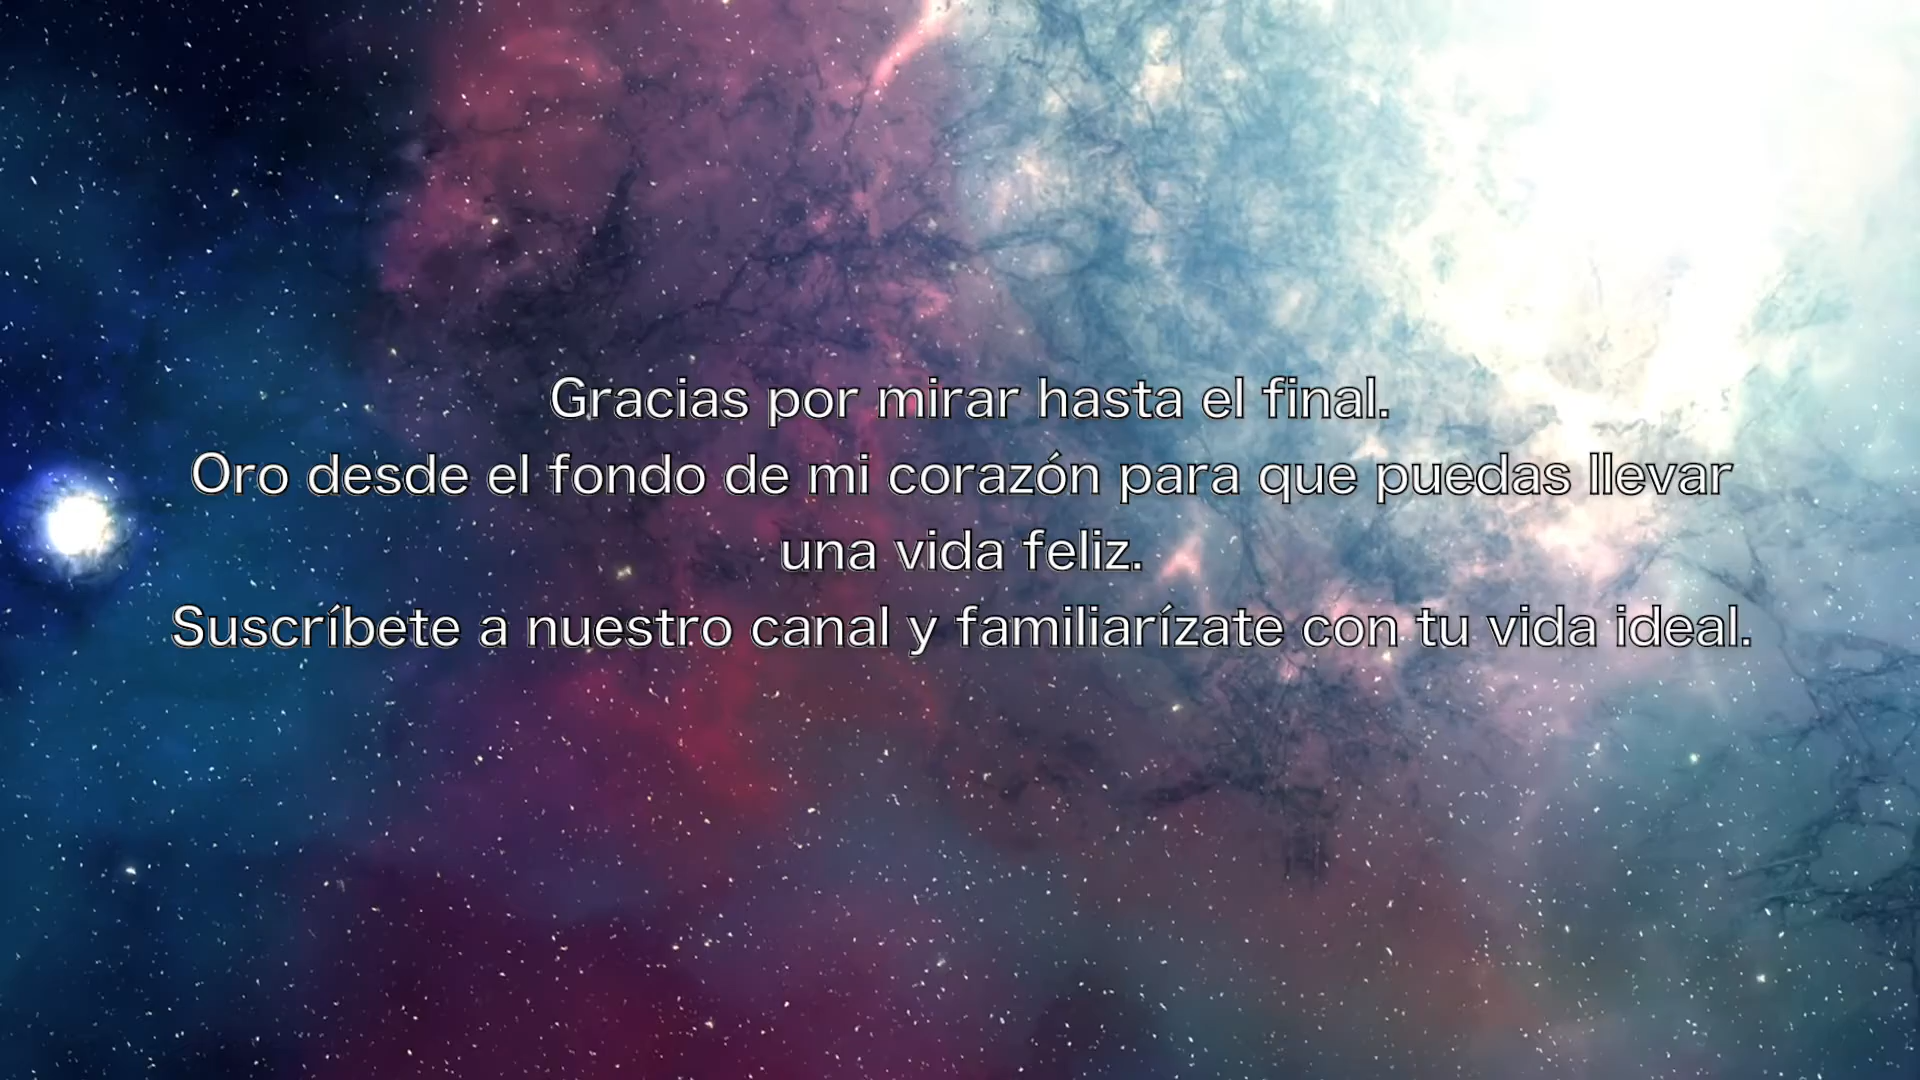 Gracias por mirar hasta el final.
Oro desde el fondo de mi corazón para que puedas llevar
una vida feliz.
Suscríbete a nuestro canal y familiarízate con tu vida ideal.